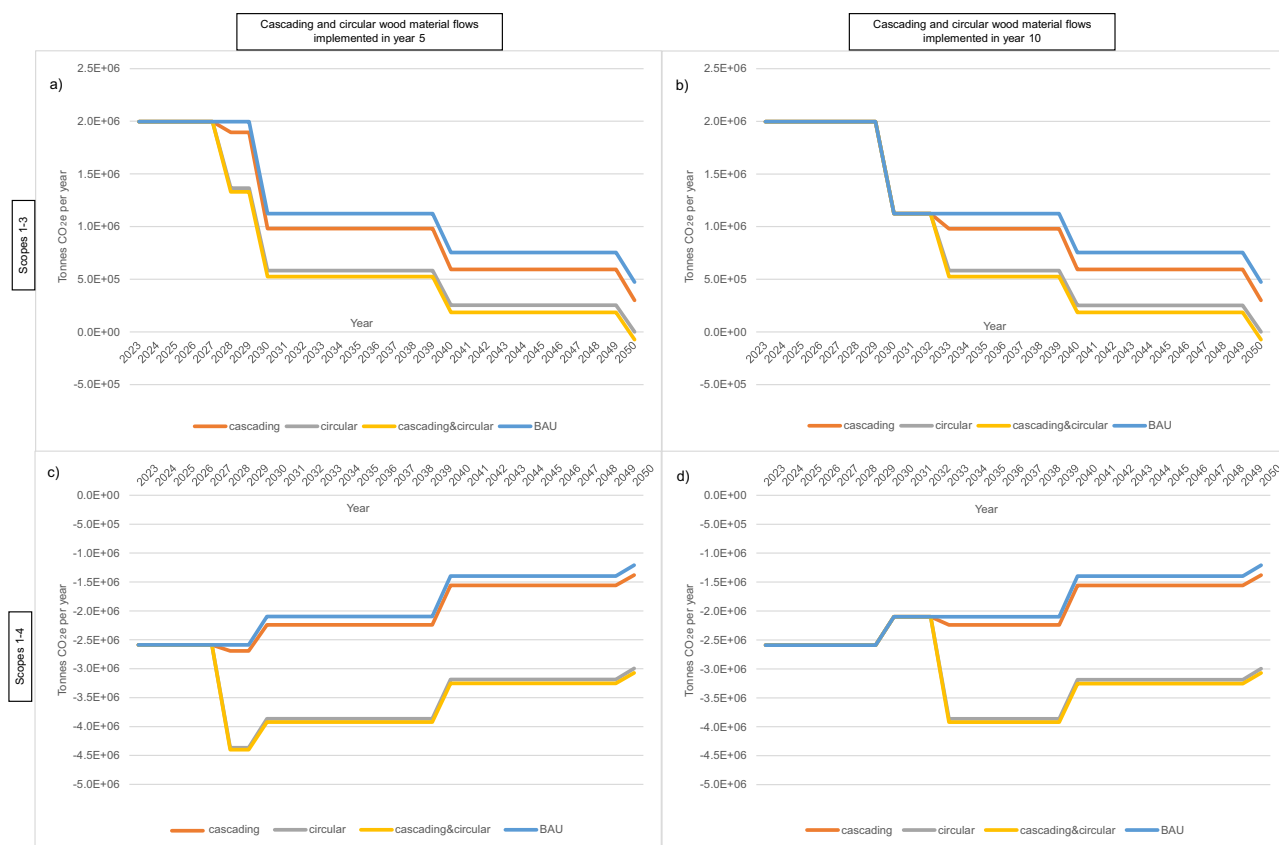 Cascading and circular wood material flows
implemented in year 5
Cascading and circular wood material flows
implemented in year 10
Scopes 1-3
Scopes 1-4
a)
Tonnes CO2e per year
2.5E+06
2.0E+06
1.5E+06
1.0E+06
5.0E+05
0.0E+00
-5.0E+05
Year
2023 2024 2025 2026 2027 2028 2029 2030 2031 2032 2033 2034 2035 2036 2037 2038 2039 2040 2041 2042 2043 2044 2045 2046 2047 2048 2049 2050
cascading circular cascading&circular BAU
b)
Tonnes CO2e per year
2.5E+06
2.0E+06
1.5E+06
1.0E+06
5.0E+05
0.0E+00
-5.0E+05
Year
2023 2024 2025 2026 2027 2028 2029 2030 2031 2032 2033 2034 2035 2036 2037 2038 2039 2040 2041 2042 2043 2044 2045 2046 2047 2048 2049 2050
cascading circular cascading&circular BAU
c)
2023 2024 2025 2026 2027 2028 2029 2030 2031 2032 2033 2034 2035 2036 2037 2038 2039 2040 2041 2042 2043 2044 2045 2046 2047 2048 2049 2050
Year
Tonnes CO2e per year
0.0E+00
-5.0E+05
-1.0E+06
-1.5E+06
-2.0E+06
-2.5E+06
-3.0E+06
-3.5E+06
-4.0E+06
-4.5E+06
-5.0E+06
cascading circular cascading&circular BAU
d)
2023 2024 2025 2026 2027 2028 2029 2030 2031 2032 2033 2034 2035 2036 2037 2038 2039 2040 2041 2042 2043 2044 2045 2046 2047 2048 2049 2050
Year
Tonnes CO2e per year
0.0E+00
-5.0E+05
-1.0E+06
-1.5E+06
-2.0E+06
-2.5E+06
-3.0E+06
-3.5E+06
-4.0E+06
-4.5E+06
-5.0E+06
cascading circular cascading&circular BAU